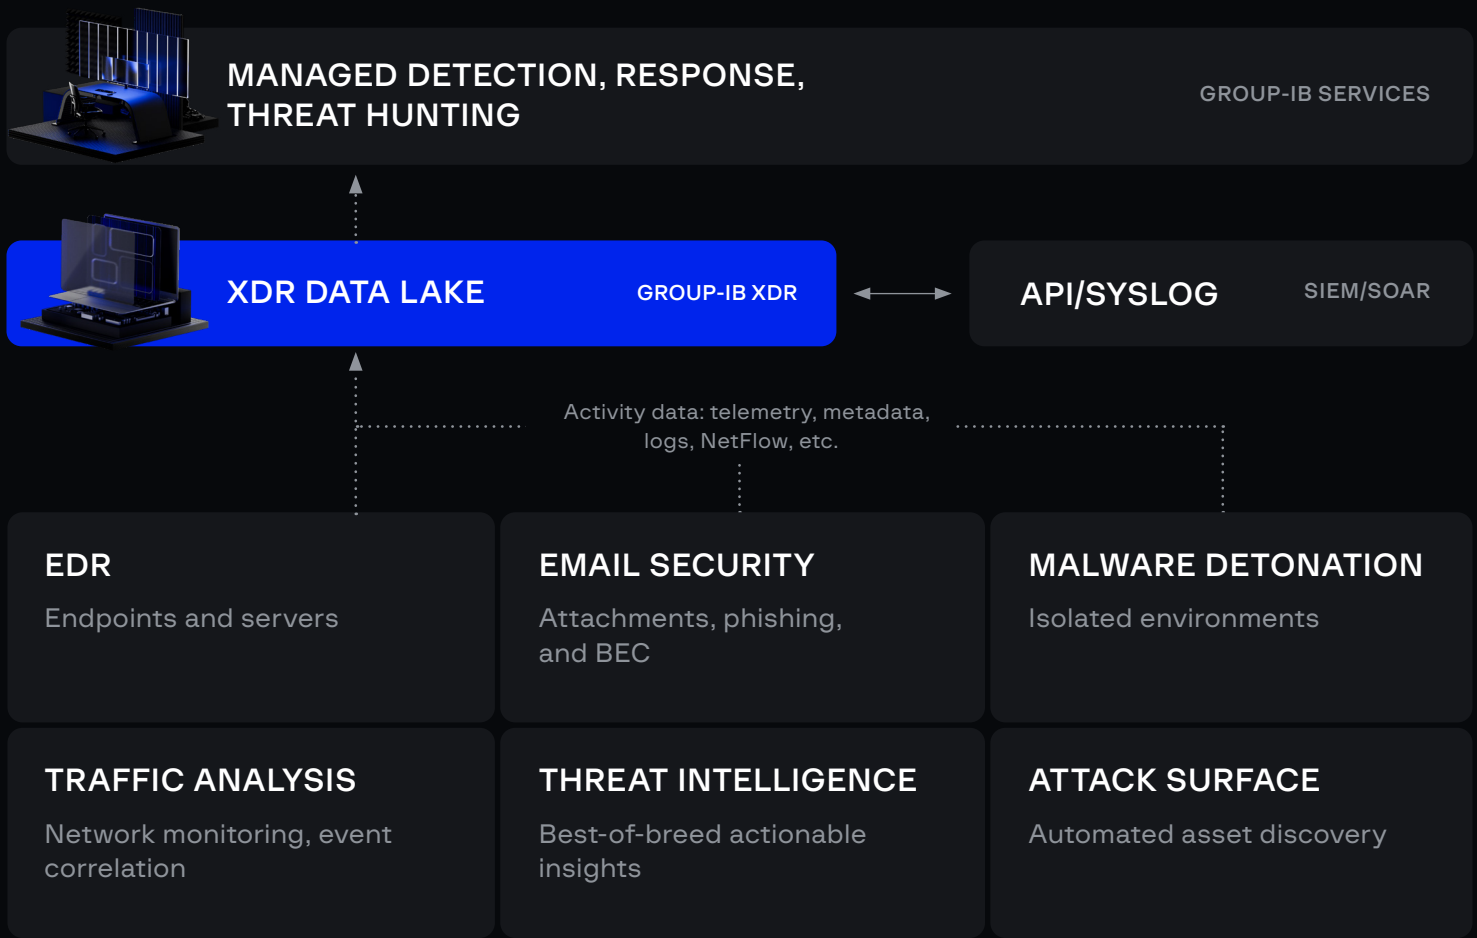 MANAGED DETECTION, RESPONSE,
THREAT HUNTING
GROUP-IB SERVICES
XDR DATA LAKE
GROUP-IB XDR
API/SYSLOG
SIEM/SOAR
Activity data: telemetry, metadata,
logs, NetFlow, etc.
EDR
Endpoints and servers
EMAIL SECURITY
Attachments, phishing,
and BEC
MALWARE DETONATION
Isolated environments
TRAFFIC ANALYSIS
Network monitoring, event
correlation
THREAT INTELLIGENCE
Best-of-breed actionable
insights
ATTACK SURFACE
Automated asset discovery